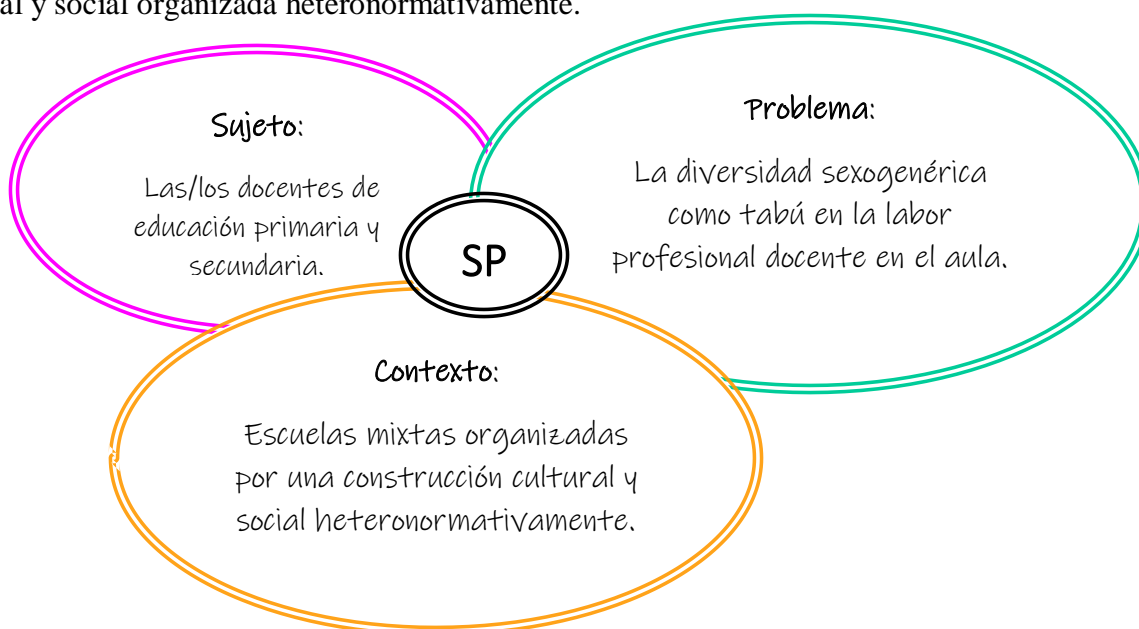 al y social organizada heteronormativamente.
Sujeto:
Las/los docentes de
educación primaria y
secundaria.
Problema:
La diversidad sexogenérica
como tabú en la labor
profesional docente en el aula.
SP
Contexto:
Escuelas mixtas organizadas
por una construcción cultural y
social heteronormativamente.